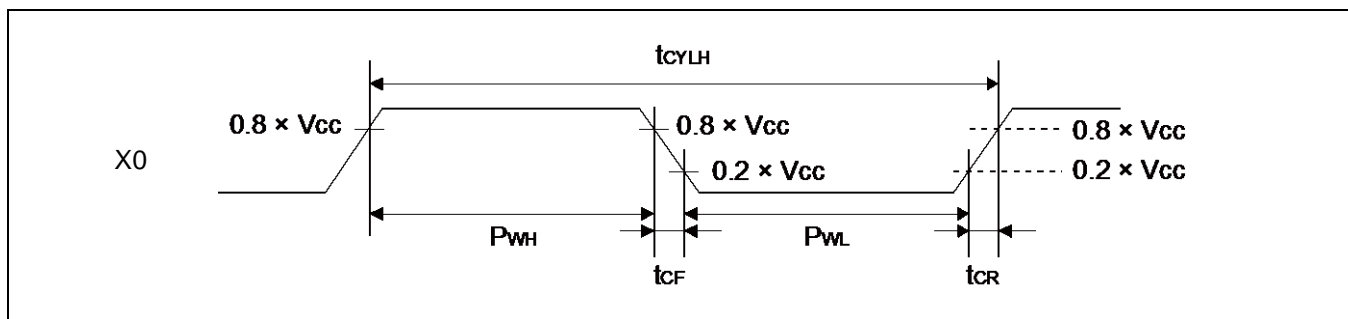 tCYLH
0.8 × Vcc
0.8 × Vcc
0.8 × Vcc
X0
0.2 × Vcc
0.2 × Vcc
PWH
PWL
tCF
tCR